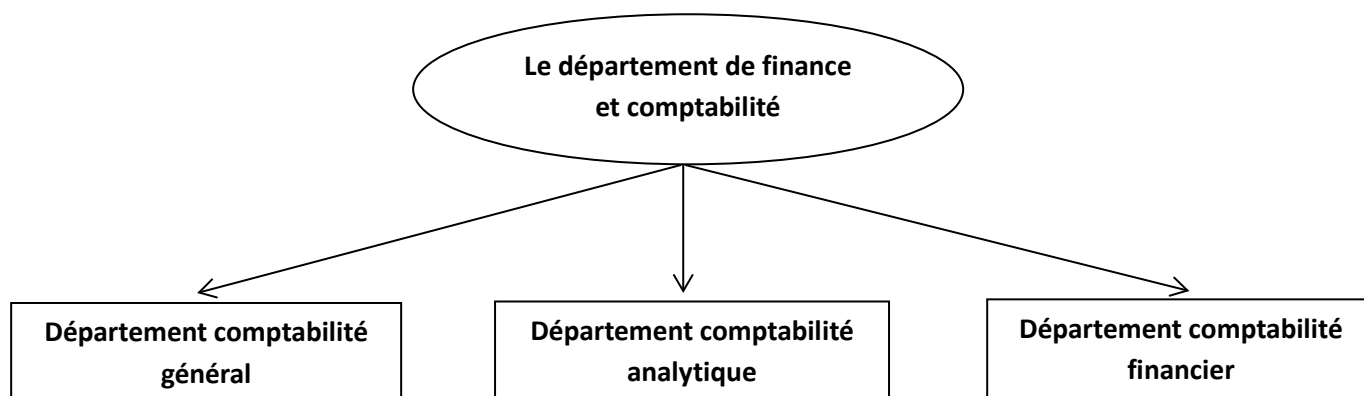 Le département de finance
et comptabilité
Département comptabilité
général
Département comptabilité
analytique
Département comptabilité
financier